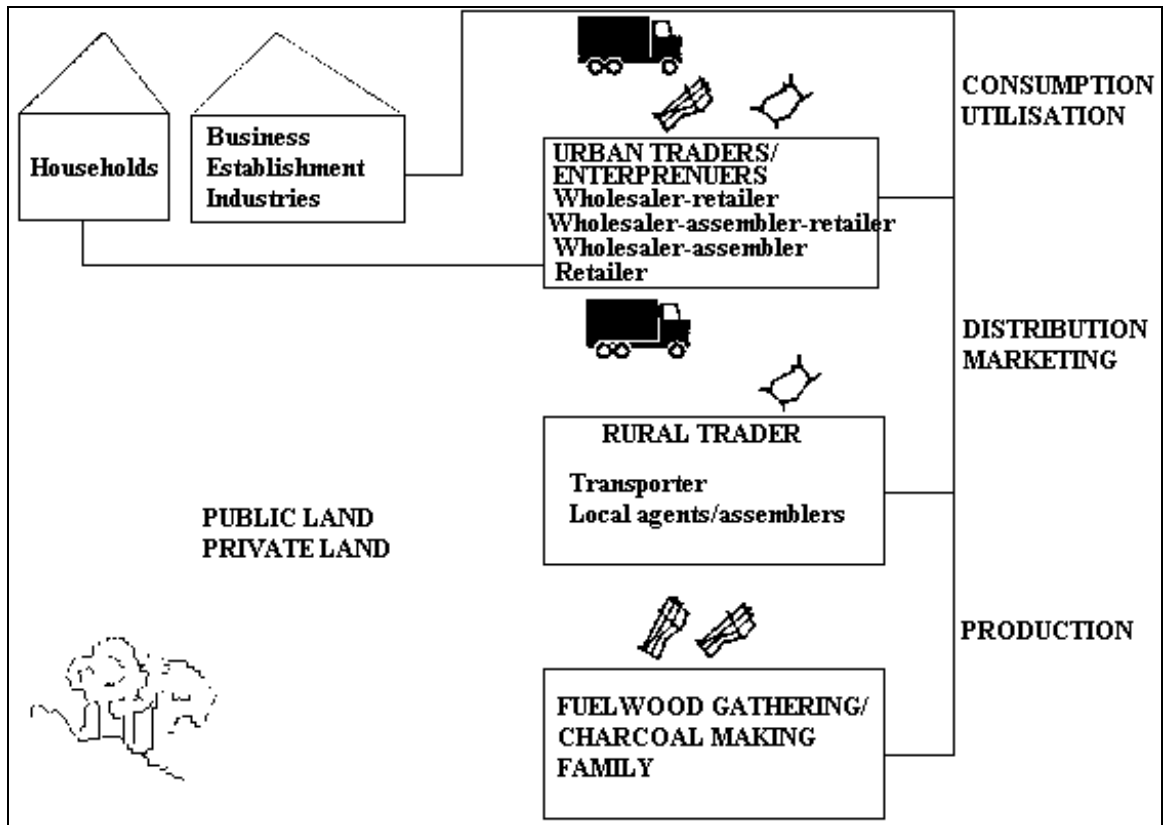 Households
Business
Establishment
Industries
URBAN TRADERS/
ENTERPRENUERS
Wholesaler-retailer
Wholesaler-assembler-retailer
Wholesaler-assembler
Retailer
CONSUMPTION
UTILISATION
DISTRIBUTION
MARKETING
RURAL TRADER
Transporter
Local agents/assemblers
PUBLIC LAND
PRIVATE LAND
PRODUCTION
FUELWOOD GATHERING/
CHARCOAL MAKING
FAMILY